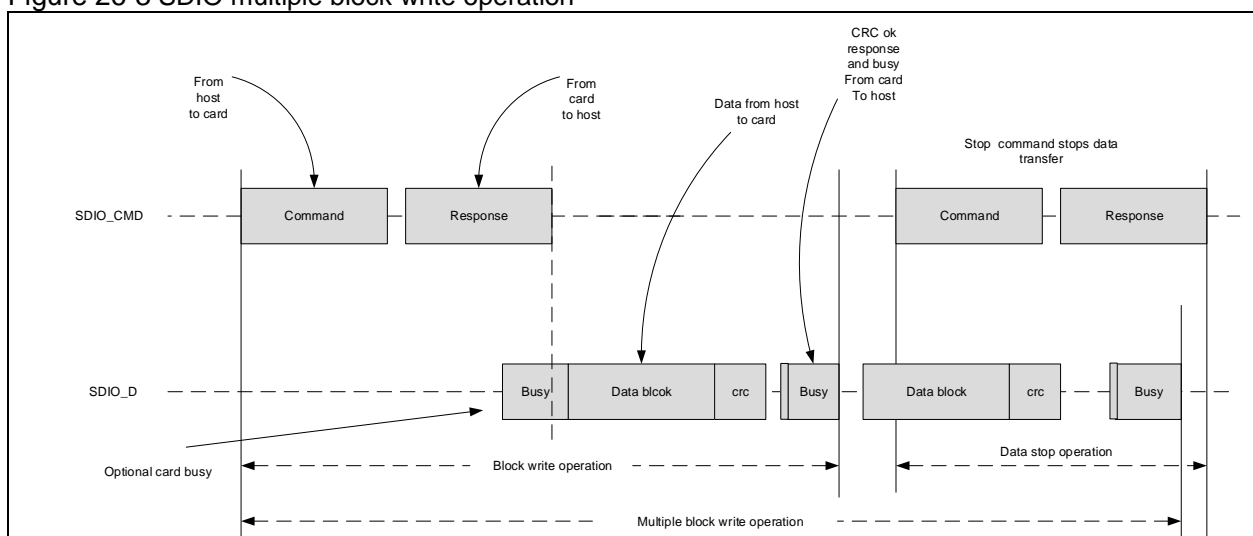 Figure SDIO multiple block write operation
From
host
to card
From
card
to host
Data from host
to card
CRC ok
response
and busy
From card
To host
Stop command stops data
transfer
SDIO_CMD
Command
Response
Command
Response
SDIO_D
Busy
Data blcok
crc
Busy
Data block
crc
Busy
Optional card busy
Block write operation
Data stop operation
Multiple block write operation